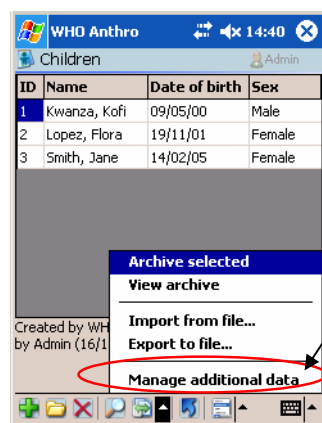 WHO Anthro 14:40
Children Admin
ID Name Date of birth Sex
1 Kwanza, Kofi 09/05/00 Male
2 Lopez, Flora 19/11/01 Female
3 Smith, Jane 14/02/05 Female
Archive selected
View archive
Import from file...
Export to file...
Manage additional data
Created by WH
by Admin (16/1